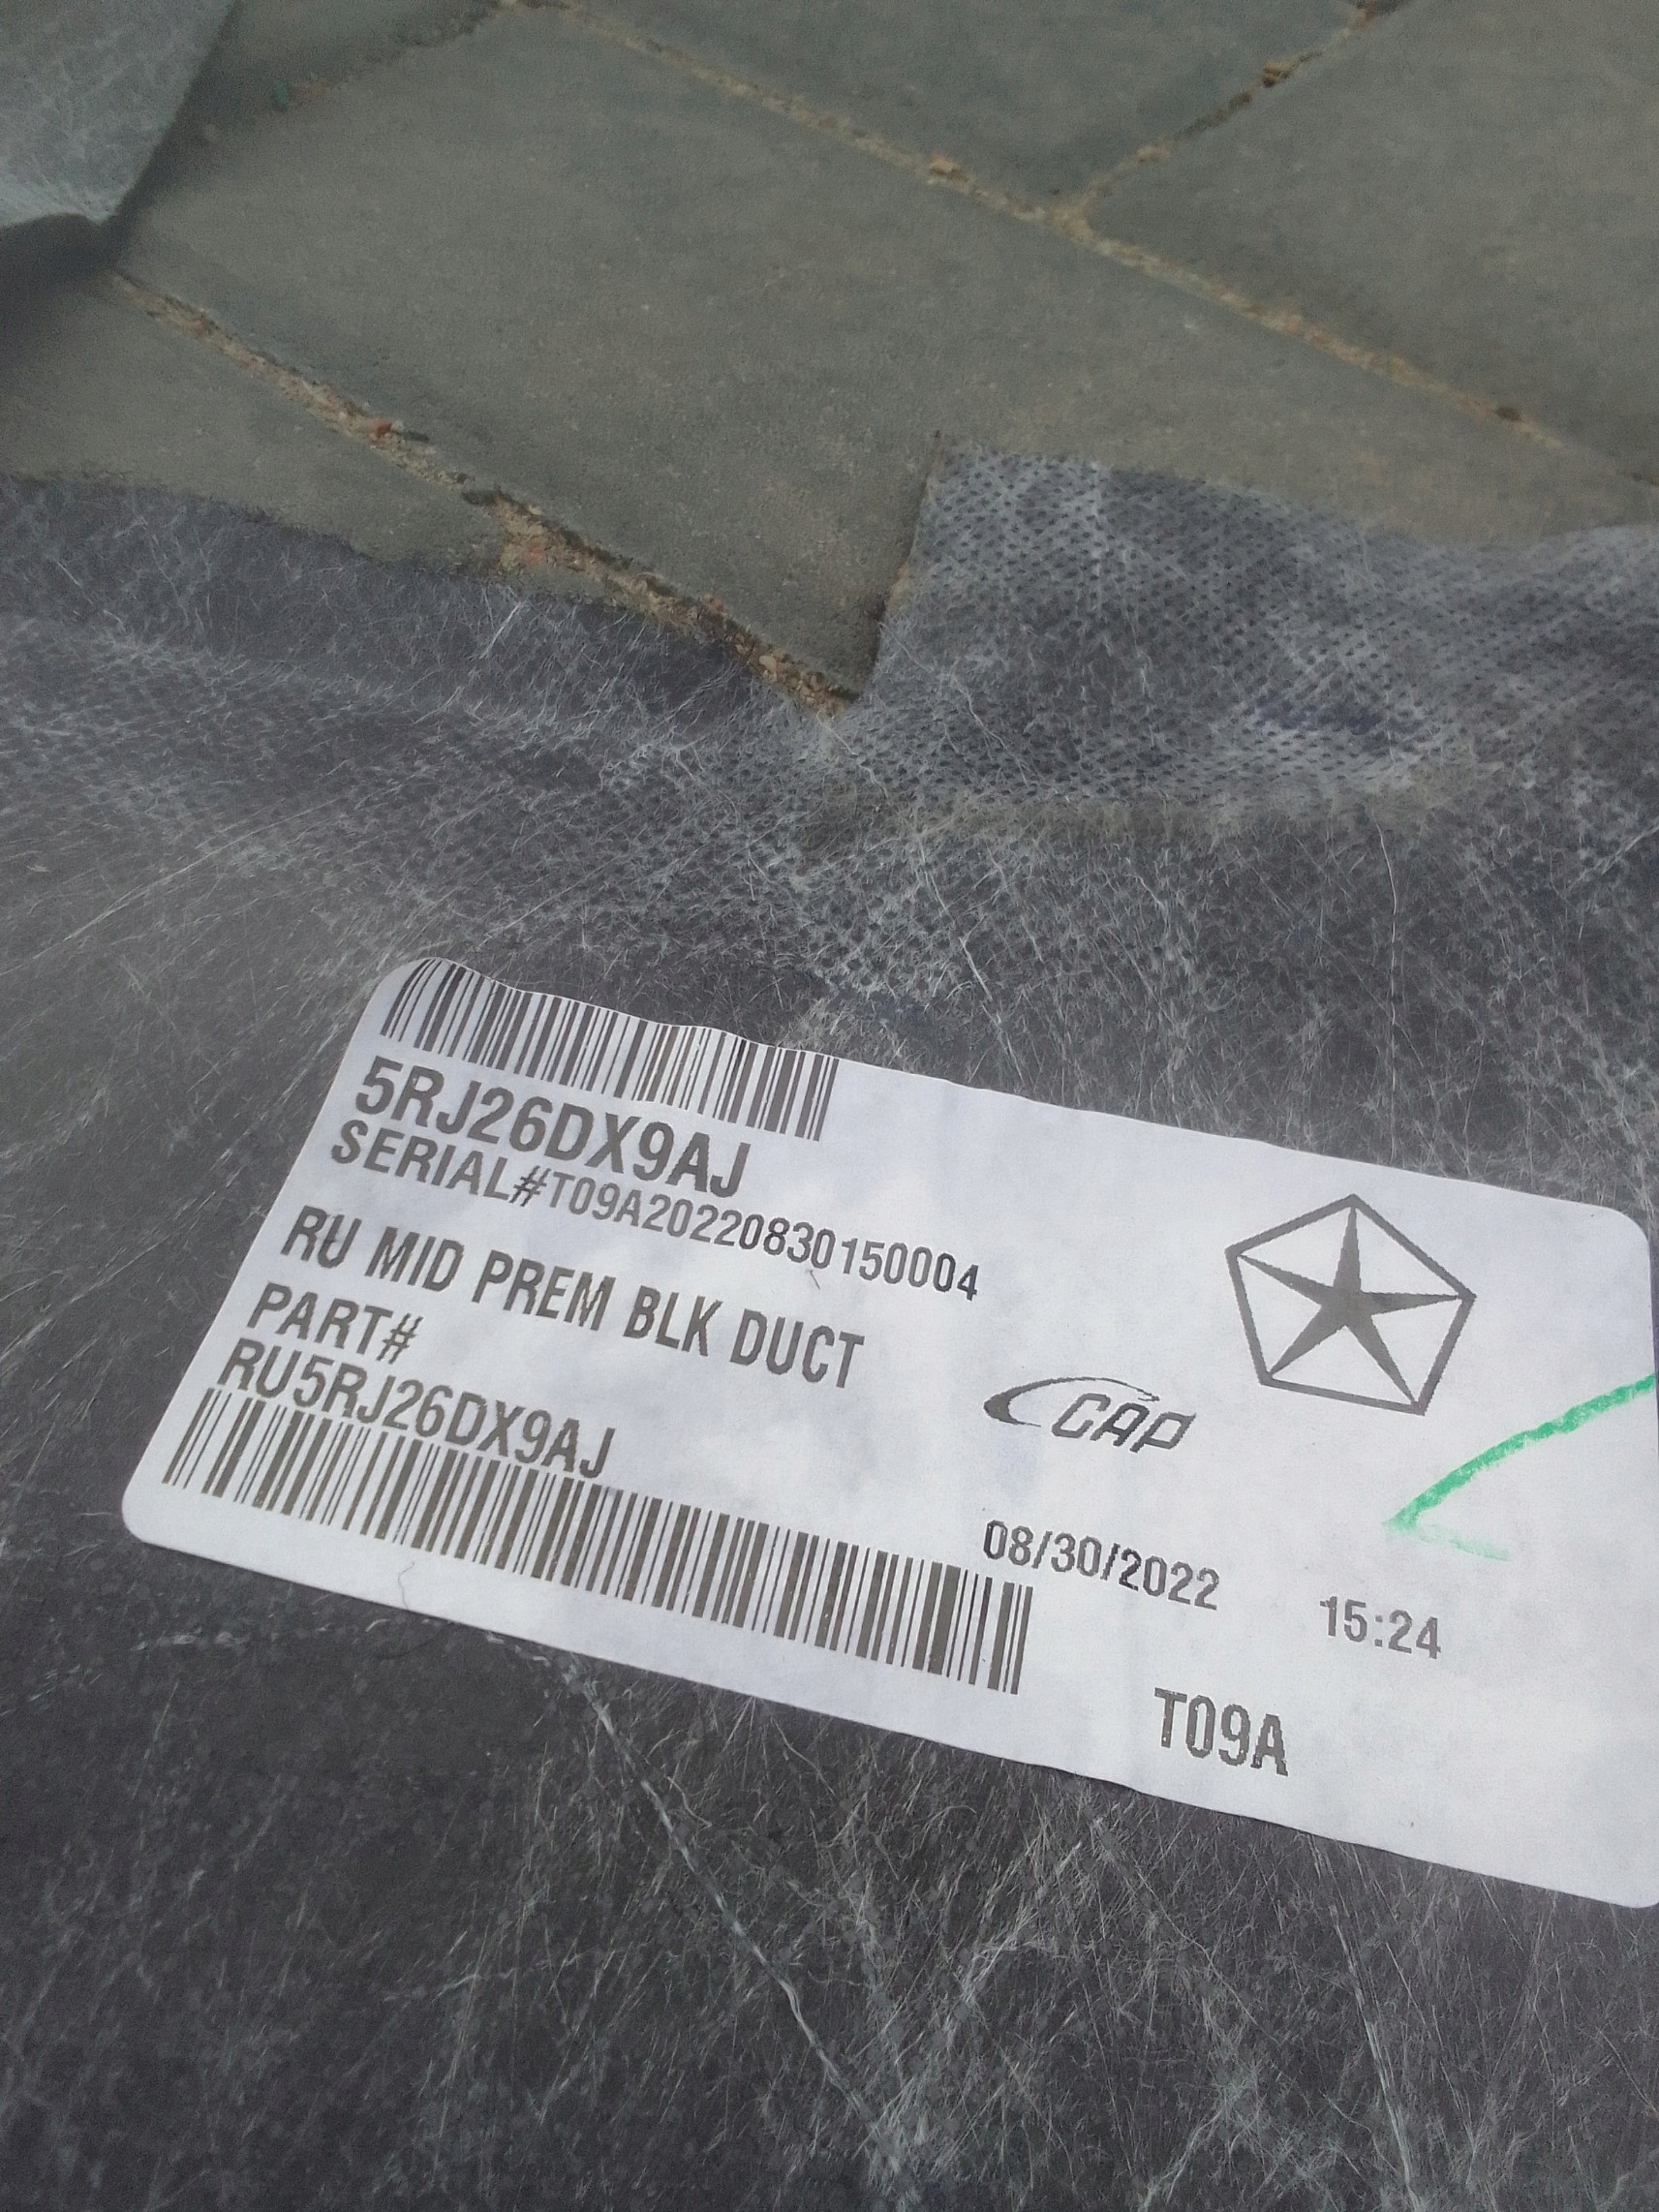 5RJ26DX9AJ
SERIAL#T09A20220830150004
RU MID PREM BLK DUCT
PART#
RU5RJ26DX9AJ
CAP
08/30/2022 15:24
T09A